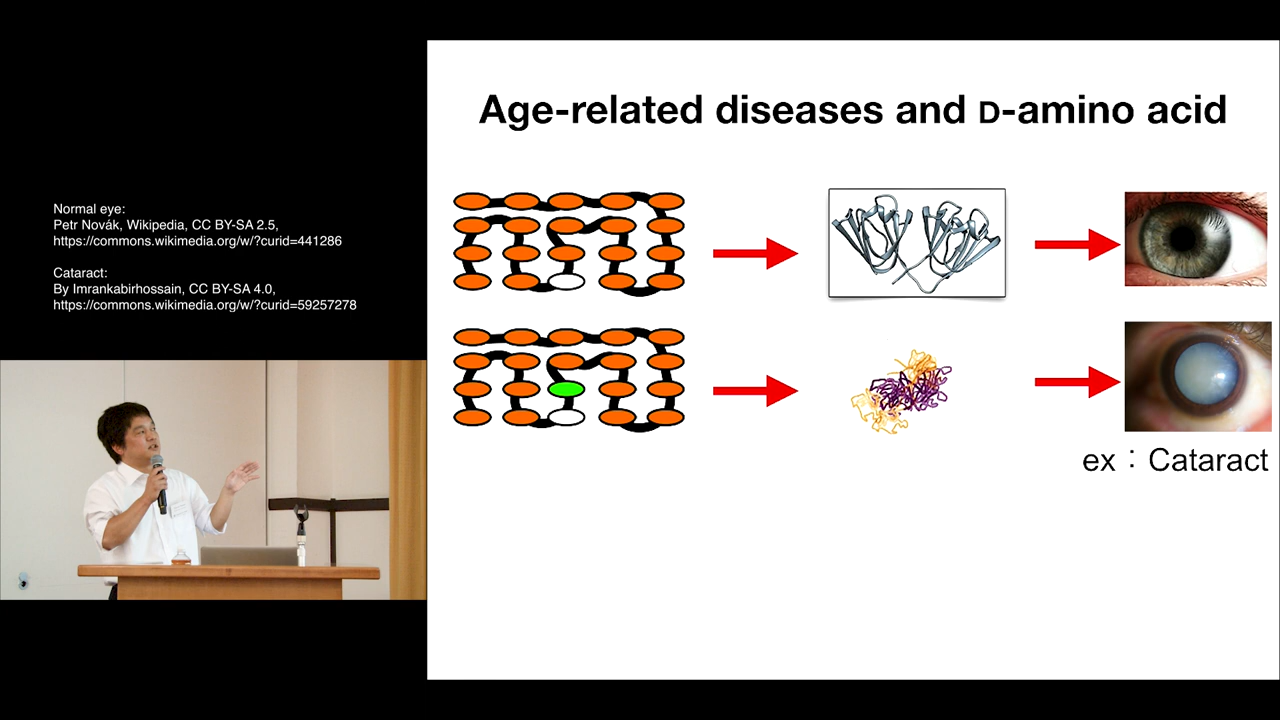 Age-related diseases and D-amino acid
Normal eye:
Petr Novák, Wikipedia, CC BY-SA 2.5,
https://commons.wikimedia.org/w/?curid=441286
Cataract:
By Imrankabirhossain, CC BY-SA 4.0,
https://commons.wikimedia.org/w/?curid=59257278
ex：Cataract